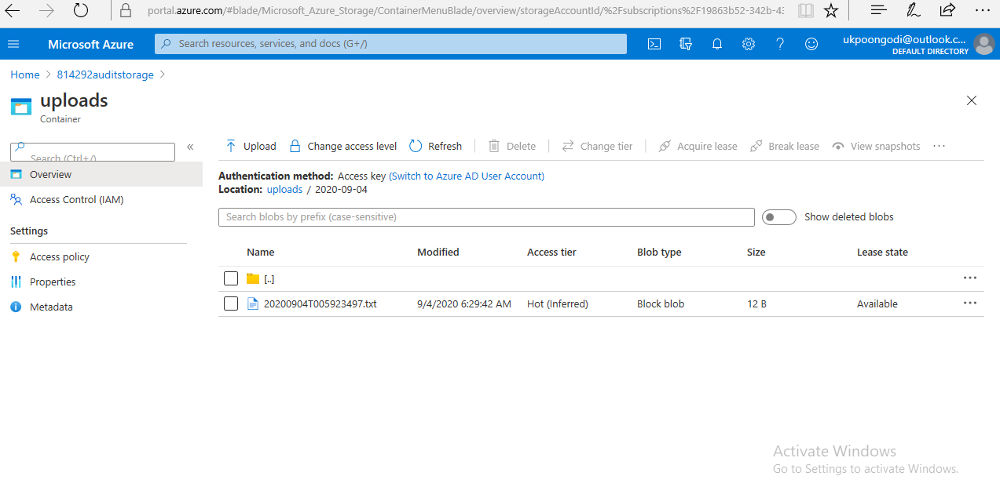 portal.azure.com/#blade/Microsoft_Azure_Storage/ContainerMenuBlade/overview/storageAccountId/%2Fsubscriptions%2F19863b52-342b-43
Microsoft Azure
Search resources, services, and docs (G+/)
ukpoongodi@outlook.c...
DEFAULT DIRECTORY
Home > 814292auditstorage >
uploads
Container
Search (Ctrl+/)
«
Upload Change access level Refresh Delete Change tier Acquire lease Break lease View snapshots ...
Overview
Access Control (IAM)
Settings
Access policy
Properties
Metadata
Authentication method: Access key (Switch to Azure AD User Account)
Location: uploads / 2020-09-04
Search blobs by prefix (case-sensitive)
Show deleted blobs
Name Modified Access tier Blob type Size Lease state
[..]
20200904T005923497.txt 9/4/2020 6:29:42 AM Hot (Inferred) Block blob 12 B Available
Activate Windows
Go to Settings to activate Windows.